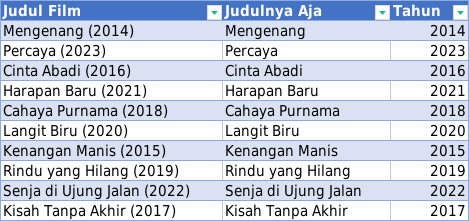 Judul Film Judulnya Aja Tahun
Mengenang (2014) Mengenang 2014
Percaya (2023) Percaya 2023
Cinta Abadi (2016) Cinta Abadi 2016
Harapan Baru (2021) Harapan Baru 2021
Cahaya Purnama (2018) Cahaya Purnama 2018
Langit Biru (2020) Langit Biru 2020
Kenangan Manis (2015) Kenangan Manis 2015
Rindu yang Hilang (2019) Rindu yang Hilang 2019
Senja di Ujung Jalan (2022) Senja di Ujung Jalan 2022
Kisah Tanpa Akhir (2017) Kisah Tanpa Akhir 2017